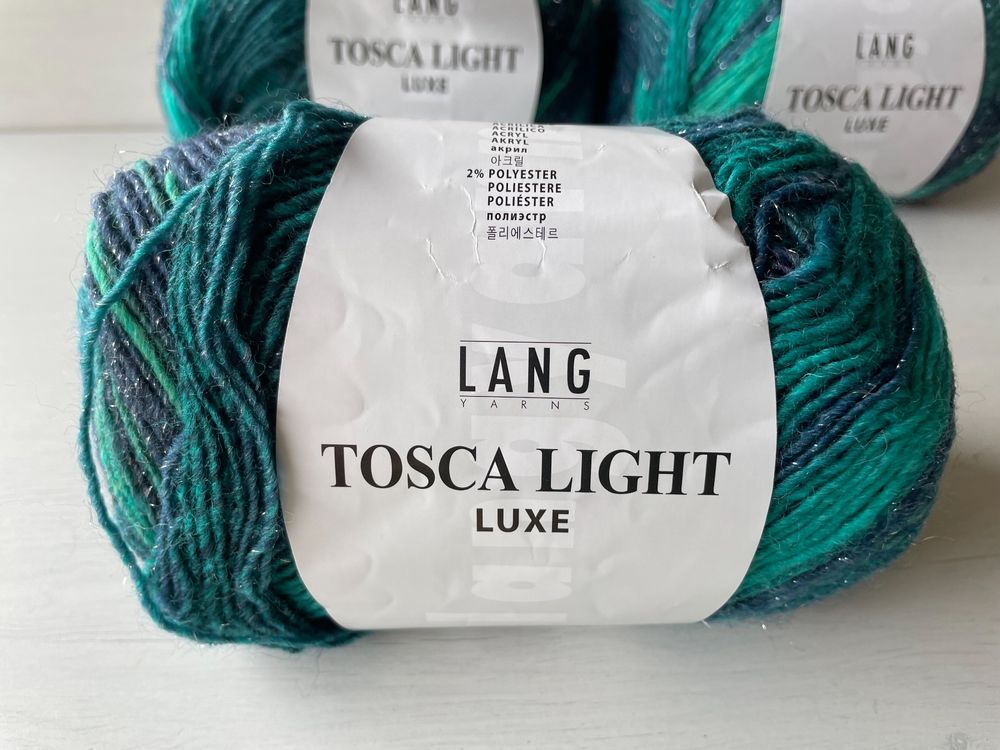 LANG
TOSCA LIGHT
LUXE
LANG
TOSCA LIGHT
LUXE
ACRILICO
ACRYL
AKRYL
акрил
아크릴
2% POLYESTER
POLIESTERE
POLIÉSTER
полиэстр
폴리에스테르
LANG
YARNS
TOSCA LIGHT
LUXE